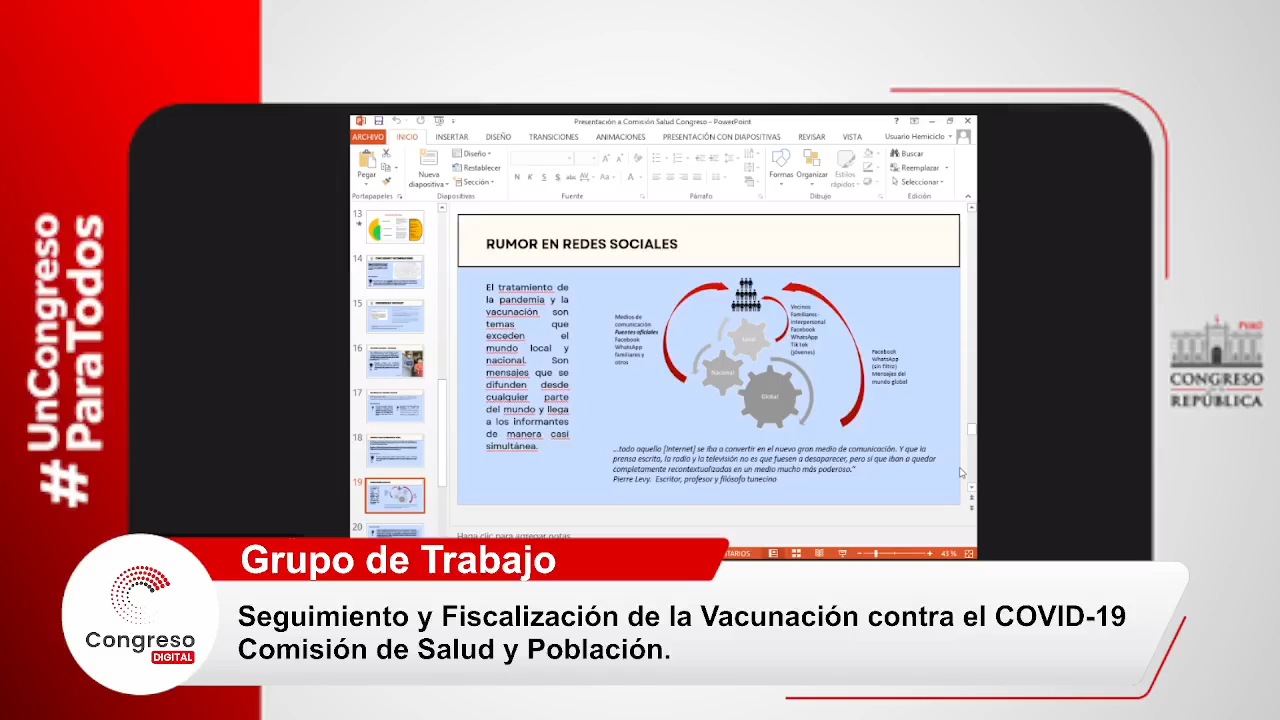 #UnCongreso
ParaTodos
Presentación a Comisión Salud Congreso - PowerPoint
ARCHIVO INICIO INSERTAR DISEÑO TRANSICIONES ANIMACIONES PRESENTACIÓN CON DIAPOSITIVAS REVISAR VISTA Usuario Hemiciclo
Pegar
Nueva
diapositiva
Diseño
Restablecer
Sección
Formas Organizar Estilos
rápidos
Buscar
Reemplazar
Seleccionar
Portapapeles Diapositivas Fuente Párrafo Dibujo Edición
13
14
15
16
17
18
19
20
RUMOR EN REDES SOCIALES
El tratamiento de
la pandemia y la
vacunación son
temas que
exceden el
mundo local y
nacional. Son
mensajes que se
difunden desde
cualquier parte
del mundo y llega
a los informantes
de manera casi
simultánea.
Medios de
comunicación
Fuentes oficiales
Facebook
WhatsApp
familiares y
otros
Local
Nacional
Global
Vecinos
Familiares -
interpersonal
Facebook
WhatsApp
Tik tok
(jóvenes)
Facebook
WhatsApp
(sin filtro)
Mensajes del
mundo global
...todo aquello [Internet] se iba a convertir en el nuevo gran medio de comunicación. Y que la
prensa escrita, la radio y la televisión no es que fuesen a desaparecer, pero sí que iban a quedar
completamente recontextualizadas en un medio mucho más poderoso."
Pierre Levy. Escritor, profesor y filósofo tunecino
Haga clic para agregar notas
43 %
CONGRESO
REPÚBLICA
Grupo de Trabajo
Seguimiento y Fiscalización de la Vacunación contra el COVID-19
Comisión de Salud y Población.
Congreso
DIGITAL